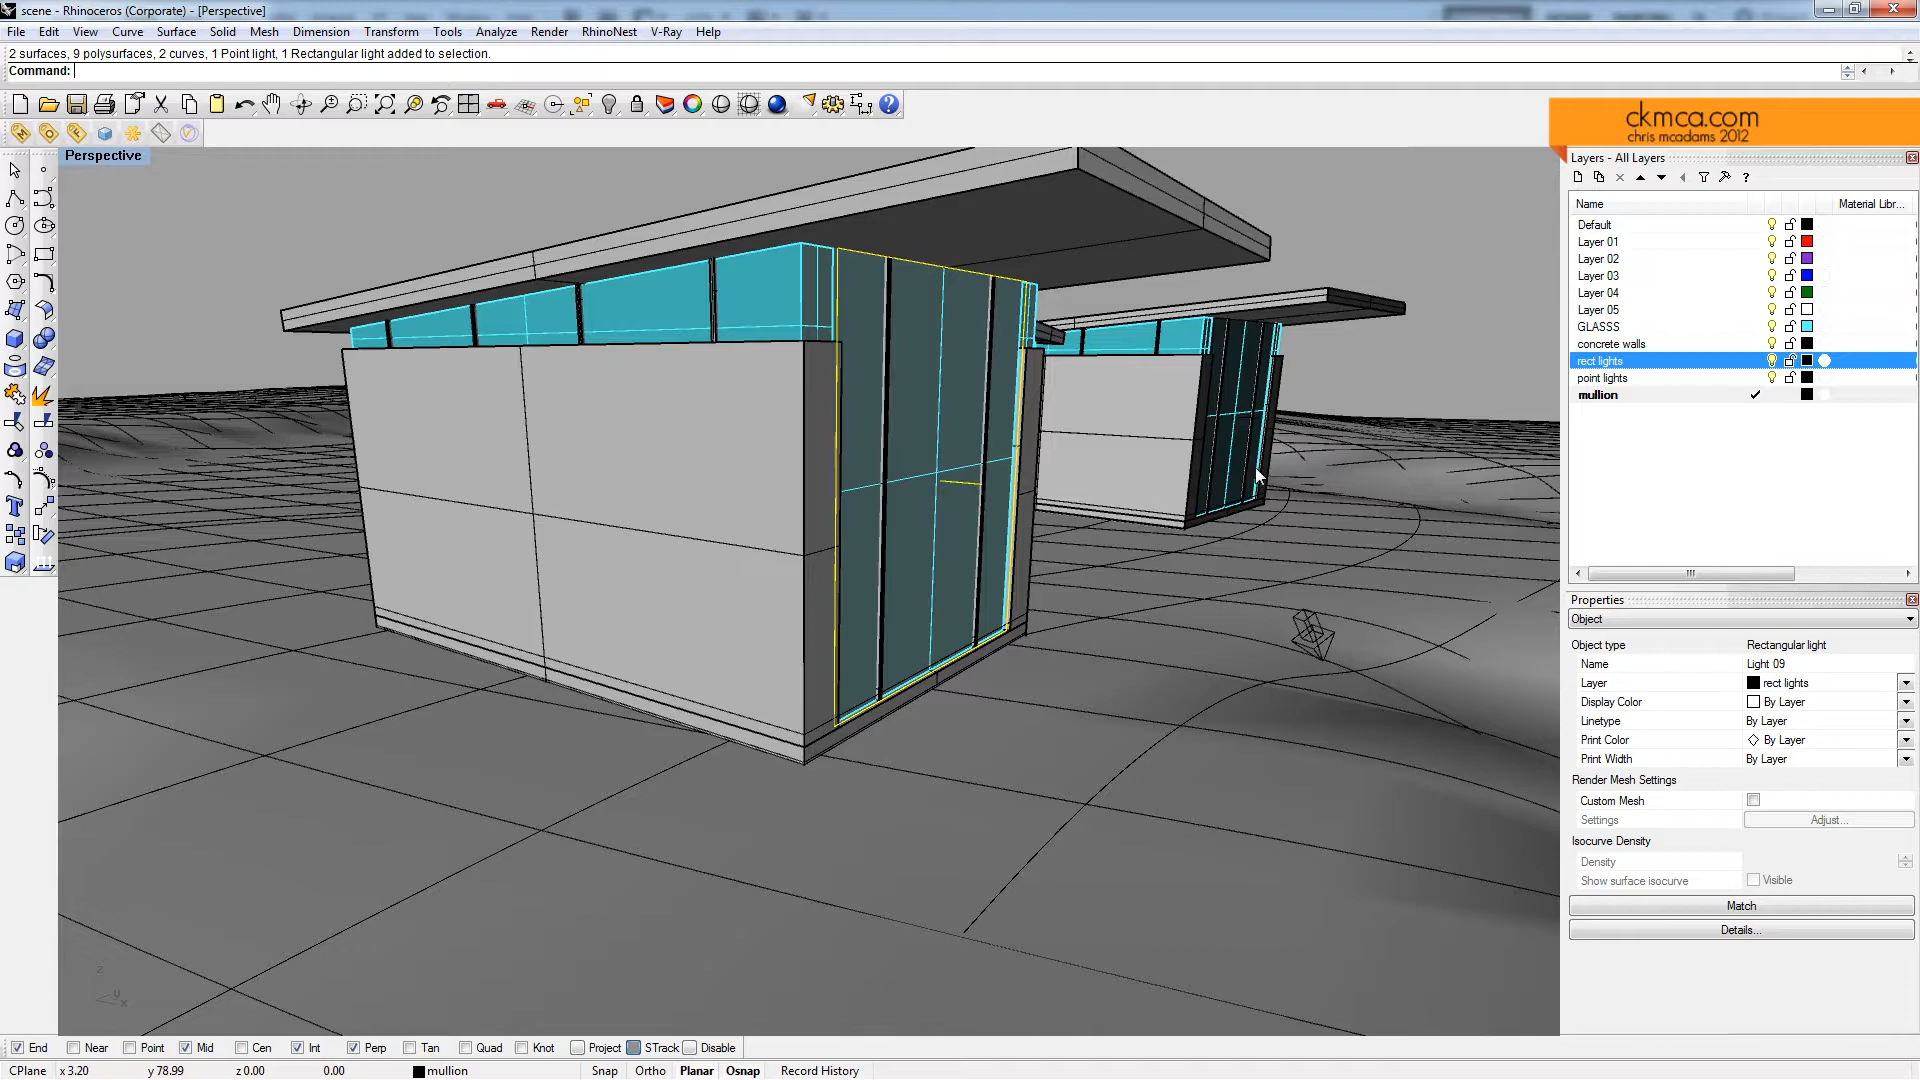 scene - Rhinoceros (Corporate) - [Perspective]
File Edit View Curve Surface Solid Mesh Dimension Transform Tools Analyze Render RhinoNest V-Ray Help
2 surfaces, 9 polysurfaces, 2 curves, 1 Point light, 1 Rectangular light added to selection.
Command:
ckmca.com
chris mcadams 2012
Perspective
Layers - All Layers
Name Material Libr...
Default
Layer 01
Layer 02
Layer 03
Layer 04
Layer 05
GLASSS
concrete walls
rect lights
point lights
mullion
Properties
Object
Object type Rectangular light
Name Light 09
Layer rect lights
Display Color By Layer
Linetype By Layer
Print Color By Layer
Print Width By Layer
Render Mesh Settings
Custom Mesh
Settings Adjust...
Isocurve Density
Density
Show surface isocurve Visible
Match
Details...
z
y
x
End Near Point Mid Cen Int Perp Tan Quad Knot Project STrack Disable
CPlane x 3.20 y 78.99 z 0.00 0.00 mullion Snap Ortho Planar Osnap Record History